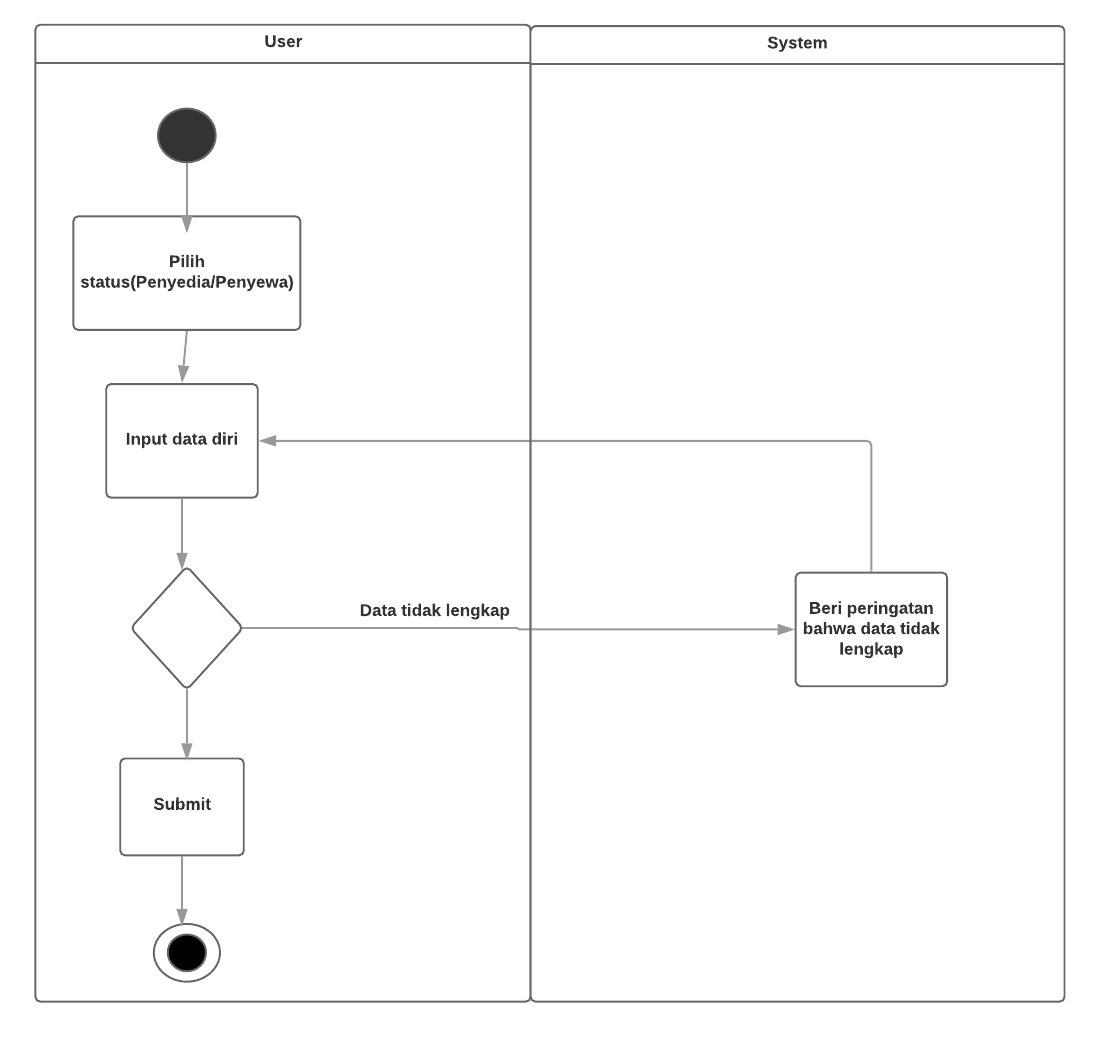 User
System
Pilih
status(Penyedia/Penyewa)
Input data diri
Data tidak lengkap
Beri peringatan
bahwa data tidak
lengkap
Submit